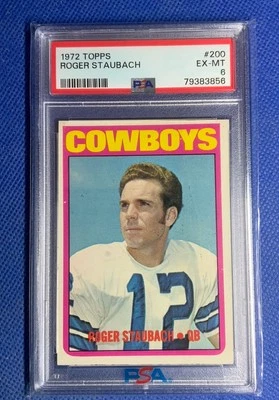 1972 TOPPS #200
ROGER STAUBACH EX-MT
PSA 6
79383856
COWBOYS
12
ROGER STAUBACH ● QB
PSA